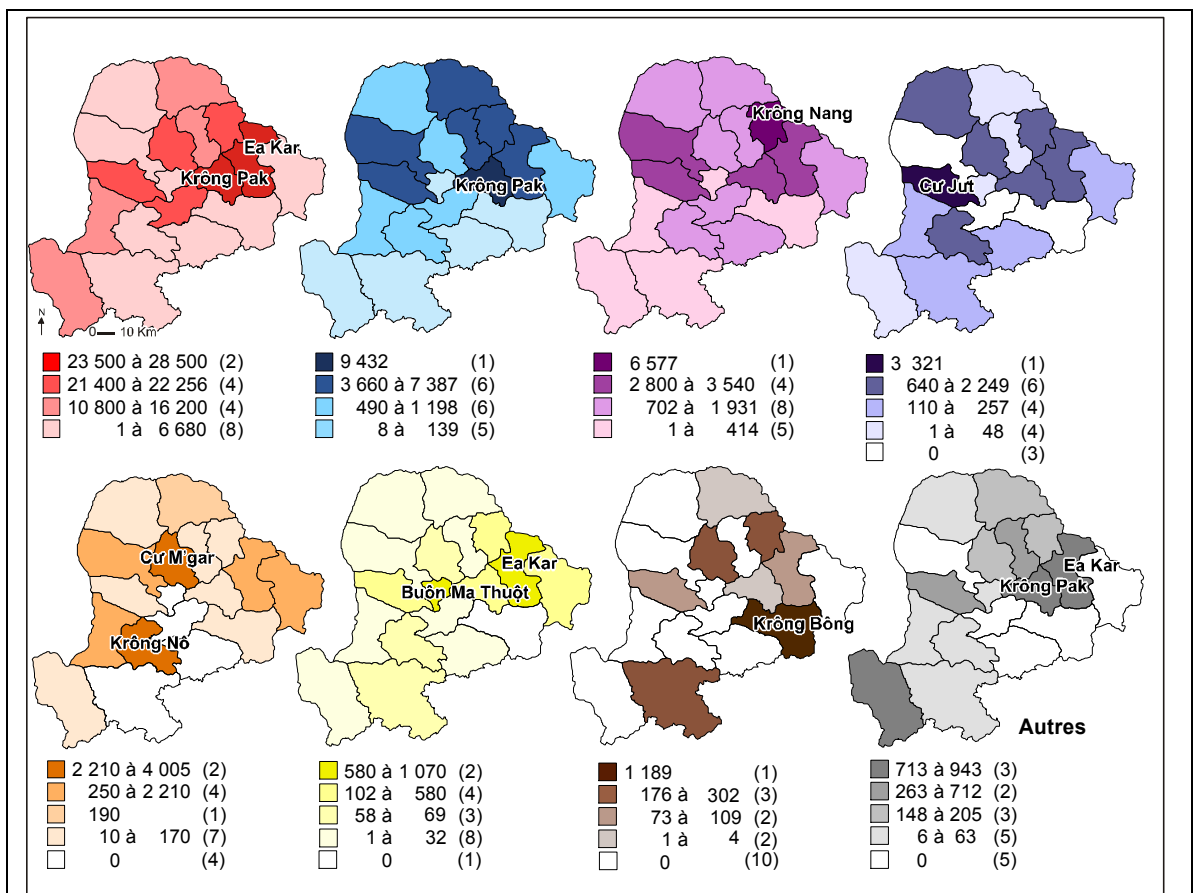 Ea Kar
Krông Pak
N
0 10 Km
23 500 à 28 500 (2)
21 400 à 22 256 (4)
10 800 à 16 200 (4)
1 à 6 680 (8)
Krông Pak
9 432 (1)
3 660 à 7 387 (6)
490 à 1 198 (6)
8 à 139 (5)
Krông Nang
6 577 (1)
2 800 à 3 540 (4)
702 à 1 931 (8)
1 à 414 (5)
Cư Jut
3 321 (1)
640 à 2 249 (6)
110 à 257 (4)
1 à 48 (4)
0 (3)
Cư M'gar
Krông Nô
2 210 à 4 005 (2)
250 à 2 210 (4)
190 (1)
10 à 170 (7)
0 (4)
Ea Kar
Buôn Ma Thuột
580 à 1 070 (2)
102 à 580 (4)
58 à 69 (3)
1 à 32 (8)
0 (1)
Krông Bông
1 189 (1)
176 à 302 (3)
73 à 109 (2)
1 à 4 (2)
0 (10)
Ea Kar
Krông Pak
Autres
713 à 943 (3)
263 à 712 (2)
148 à 205 (3)
6 à 63 (5)
0 (5)